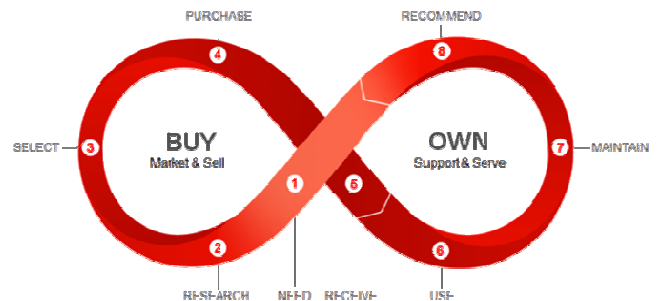 PURCHASE
RECOMMEND
4
8
SELECT
3
BUY
Market & Sell
OWN
Support & Serve
7
MAINTAIN
1
5
2
6
RESEARCH
NEED
RECEIVE
USE